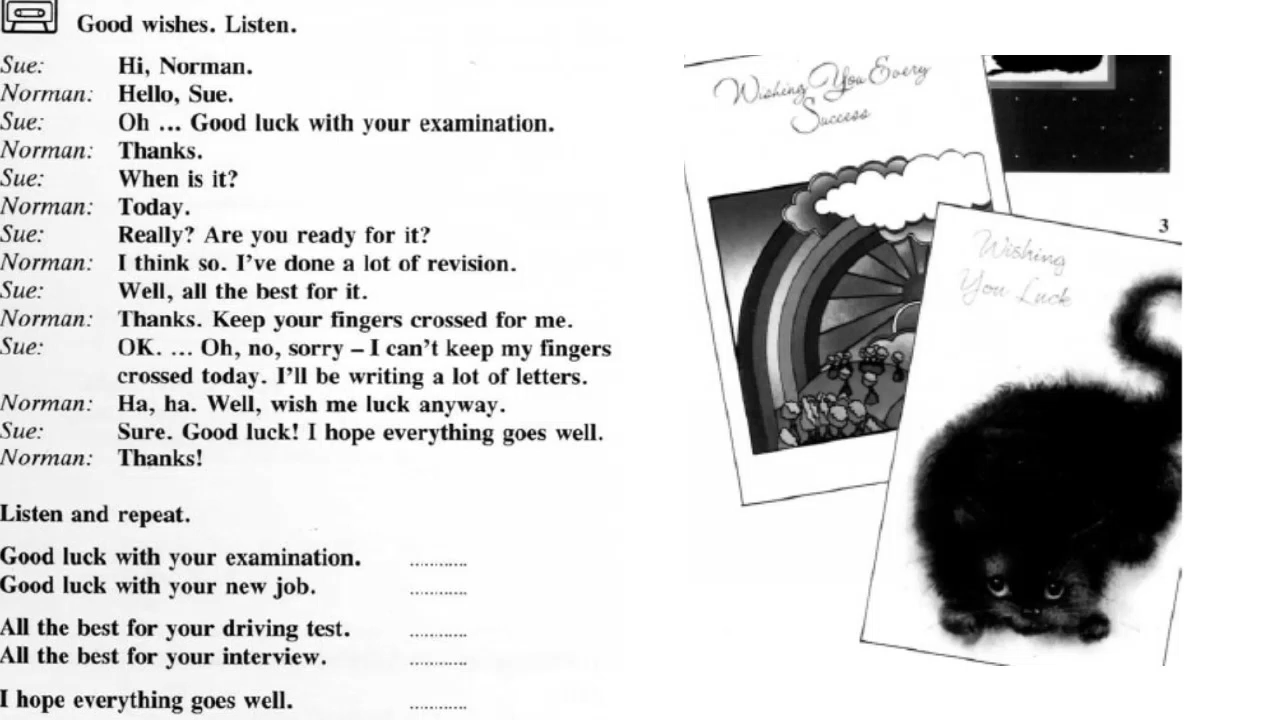 Good wishes. Listen.
Sue: Hi, Norman.
Norman: Hello, Sue.
Sue: Oh ... Good luck with your examination.
Norman: Thanks.
Sue: When is it?
Norman: Today.
Sue: Really? Are you ready for it?
Norman: I think so. I've done a lot of revision.
Sue: Well, all the best for it.
Norman: Thanks. Keep your fingers crossed for me.
Sue: OK. ... Oh, no, sorry – I can't keep my fingers
crossed today. I'll be writing a lot of letters.
Norman: Ha, ha. Well, wish me luck anyway.
Sue: Sure. Good luck! I hope everything goes well.
Norman: Thanks!
Listen and repeat.
Good luck with your examination. ............
Good luck with your new job. ............
All the best for your driving test. ............
All the best for your interview. ............
I hope everything goes well. ............
Wishing You Every
Success
3
Wishing
You Luck